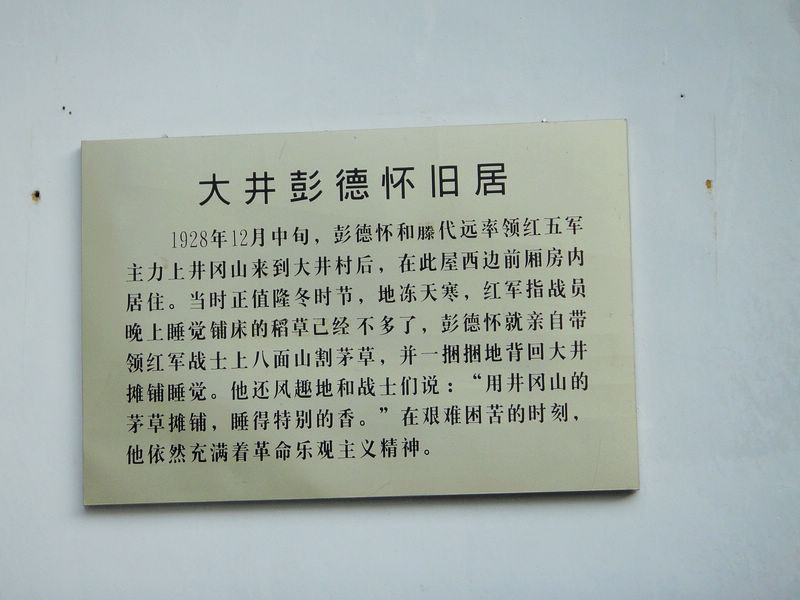 大井彭德怀旧居
1928年12月中旬，彭德怀和滕代远率领红五军
主力上井冈山来到大井村后，在此屋西边前厢房内
居住。当时正值隆冬时节，地冻天寒，红军指战员
晚上睡觉铺床的稻草已经不多了，彭德怀就亲自带
领红军战士上八面山割茅草，并一捆捆地背回大井
摊铺睡觉。他还风趣地和战士们说：“用井冈山的
茅草摊铺，睡得特别的香。”在艰难困苦的时刻，
他依然充满着革命乐观主义精神。